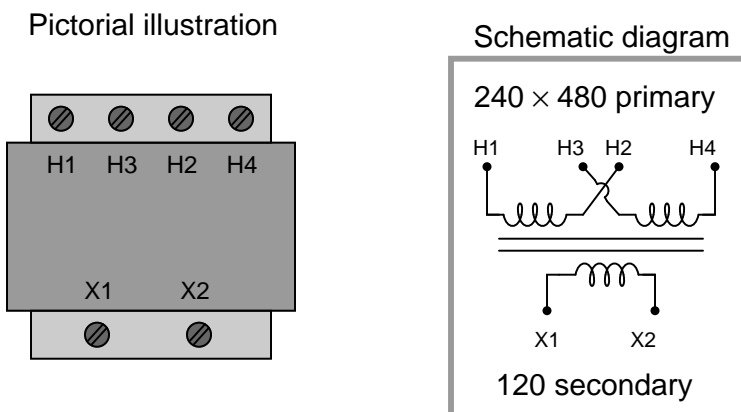 Pictorial illustration
H1 H3 H2 H4
X1 X2
Schematic diagram
240 × 480 primary
H1 H3 H2 H4
X1 X2
120 secondary